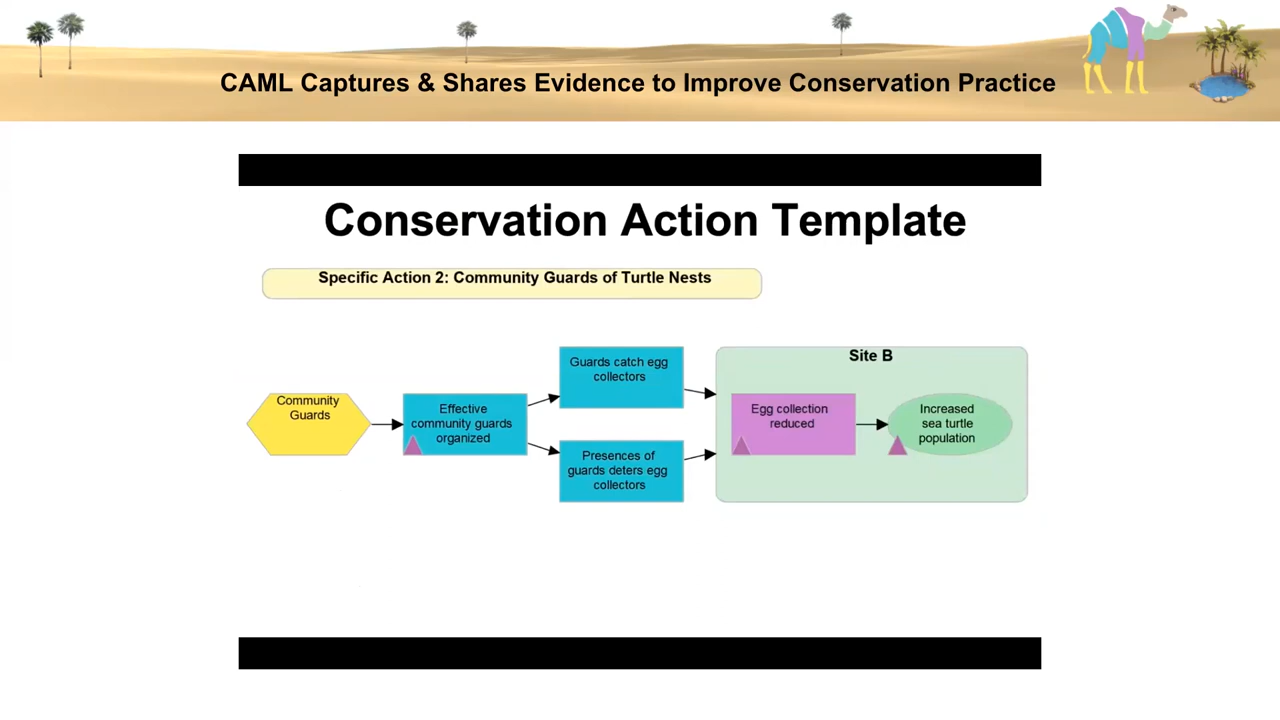 CAML Captures & Shares Evidence to Improve Conservation Practice
Conservation Action Template
Specific Action 2: Community Guards of Turtle Nests
Community
Guards
Effective
community guards
organized
Guards catch egg
collectors
Presences of
guards deters egg
collectors
Site B
Egg collection
reduced
Increased
sea turtle
population